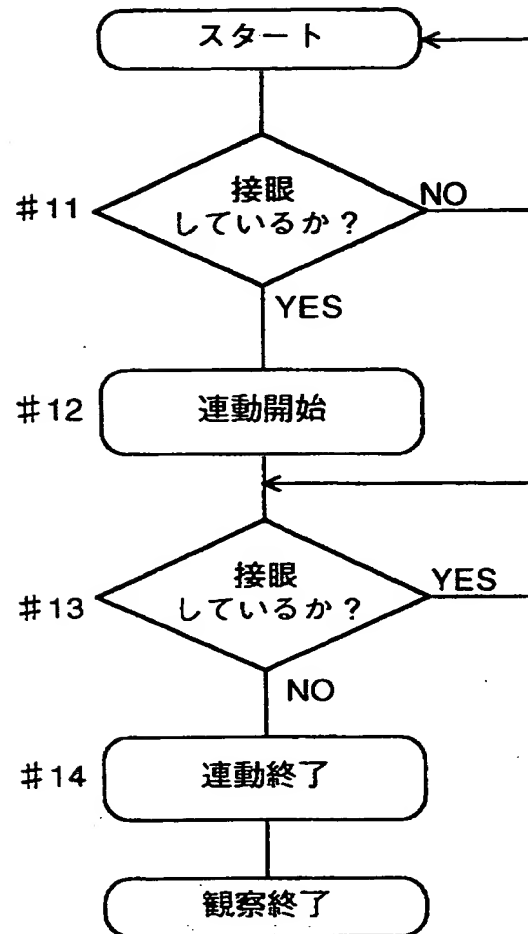 スタート
接眼
#11 しているか? NO
YES
#12 連動開始
接眼
#13 しているか? YES
NO
#14 連動終了
観察終了